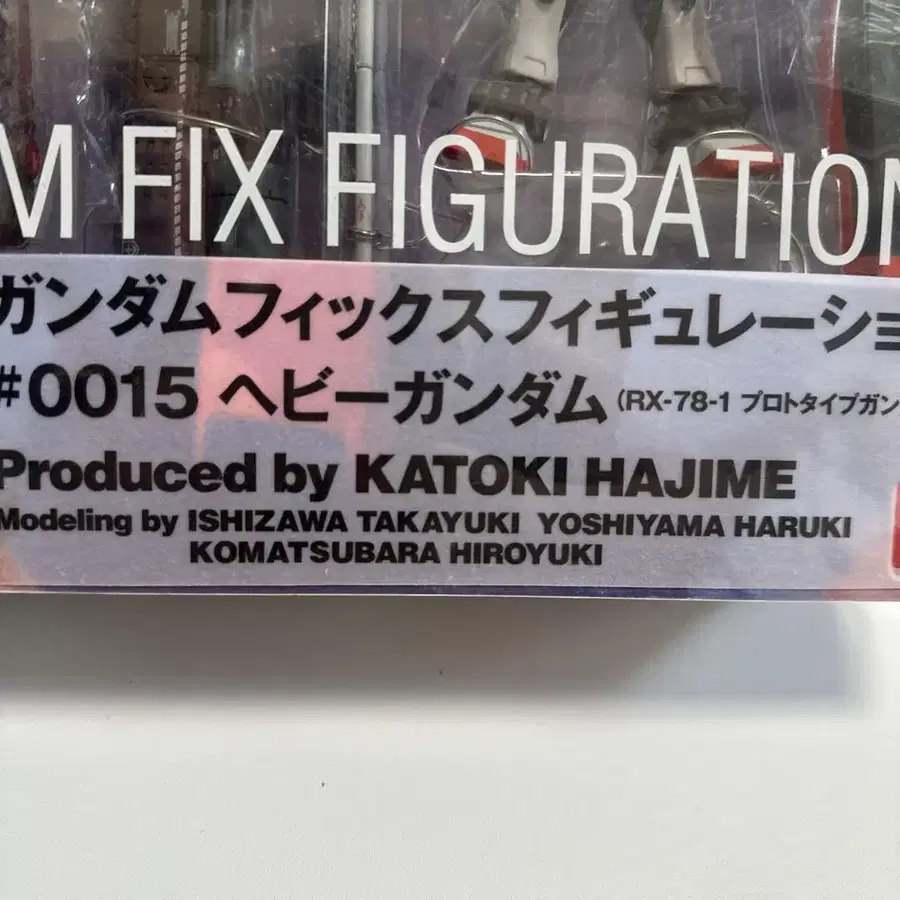 M FIX FIGURATION
ガンダムフィックスフィギュレーショ
#0015 ヘビーガンダム (RX-78-1 プロトタイプガン
Produced by KATOKI HAJIME
Modeling by ISHIZAWA TAKAYUKI YOSHIYAMA HARUKI
KOMATSUBARA HIROYUKI